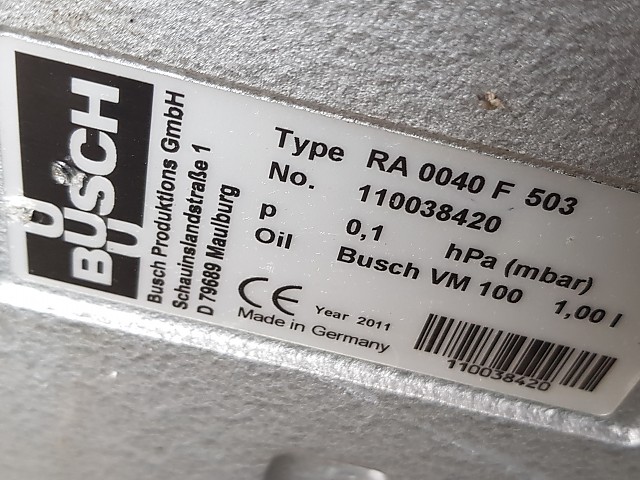 BUSCH
Busch Produktions GmbH
Schauinslandstraße 1
D 79689 Maulburg
Type RA 0040 F 503
No. 110038420
p 0,1 hPa (mbar)
Oil Busch VM 100 1,00 l
CE Year 2011
Made in Germany
110038420